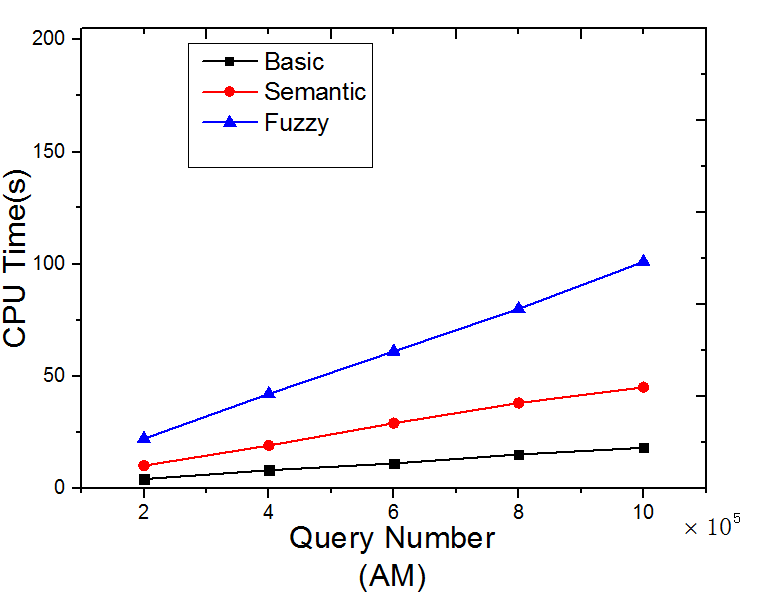 Basic
Semantic
Fuzzy
200
150
100
50
0
CPU Time(s)
2 4 6 8 10
× 10⁵
Query Number
(AM)